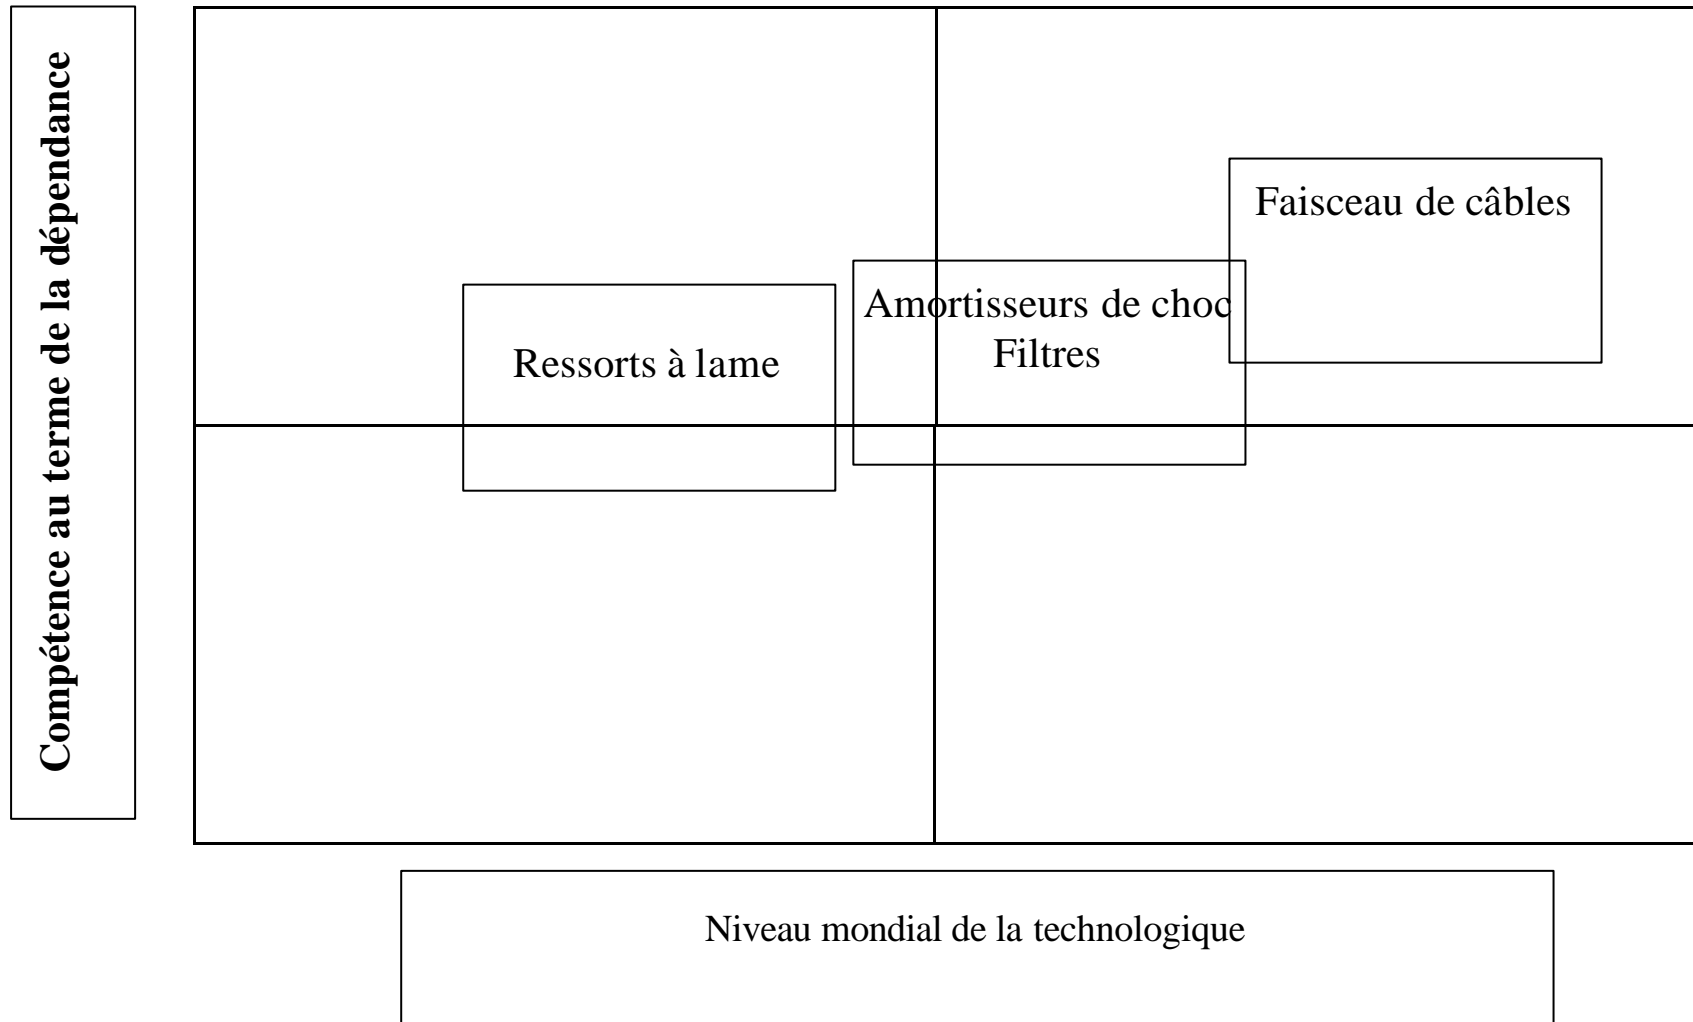 Compétence au terme de la dépendance
Faisceau de câbles
Amortisseurs de choc
Filtres
Ressorts à lame
Niveau mondial de la technologique